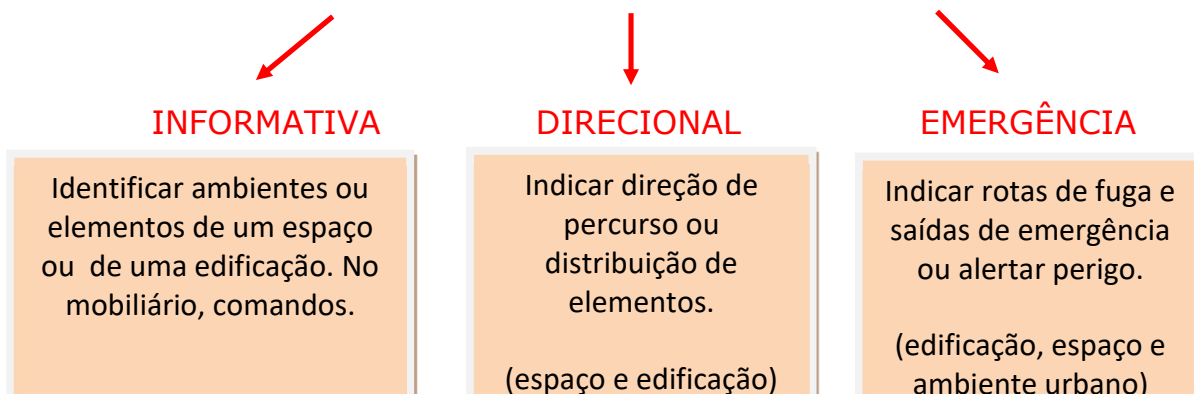 INFORMATIVA
Identificar ambientes ou
elementos de um espaço
ou de uma edificação. No
mobiliário, comandos.
DIRECIONAL
Indicar direção de
percurso ou
distribuição de
elementos.
(espaço e edificação)
EMERGÊNCIA
Indicar rotas de fuga e
saídas de emergência
ou alertar perigo.
(edificação, espaço e
ambiente urbano)